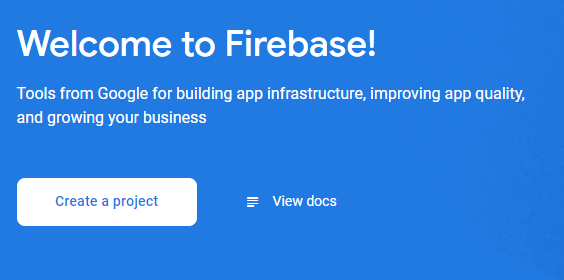 Welcome to Firebase!
Tools from Google for building app infrastructure, improving app quality,
and growing your business
Create a project
View docs